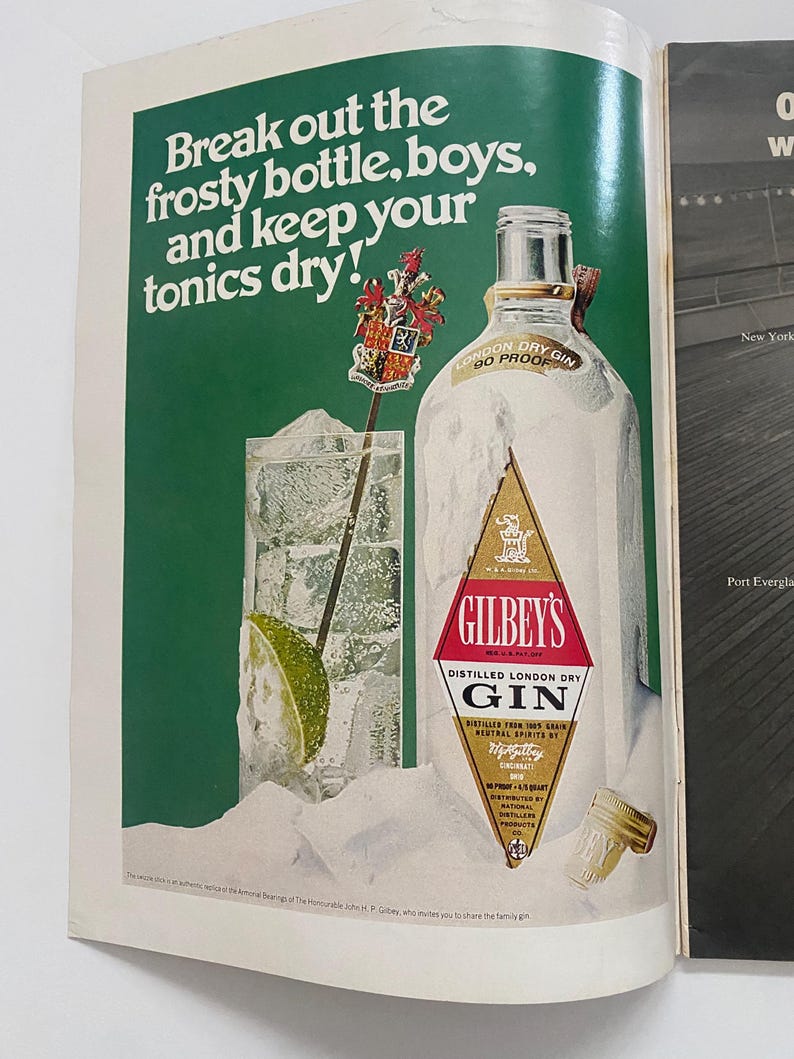 Break out the
frosty bottle, boys,
and keep your
tonics dry!
LONDON DRY GIN
90 PROOF
W. & A. Gilbey Ltd.
GILBEY'S
REG. U.S. PAT. OFF
DISTILLED LONDON DRY
GIN
DISTILLED FROM 100% GRAIN
NEUTRAL SPIRITS BY
W & A Gilbey
LTD
CINCINNATI
OHIO
90 PROOF • 4/5 QUART
DISTRIBUTED BY
NATIONAL
DISTILLERS
PRODUCTS
CO.
The swizzle stick is an authentic replica of the Armorial Bearings of The Honourable John H. P. Gilbey, who invites you to share the family gin.
New York